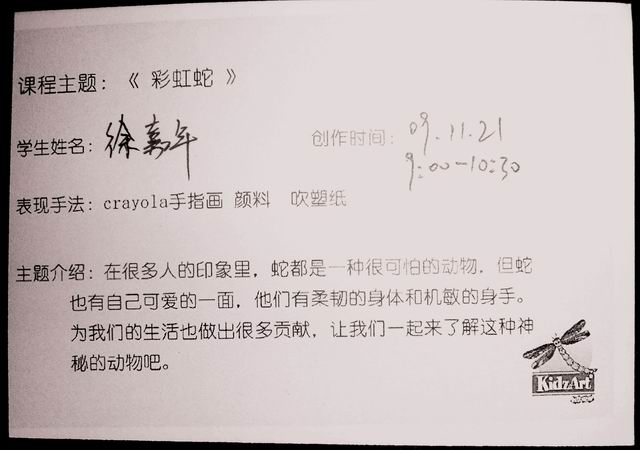 课程主题：《 彩虹蛇 》
学生姓名：徐嘉年
创作时间：09.11.21
9:00-10:30
表现手法：crayola手指画 颜料 吹塑纸
主题介绍：在很多人的印象里，蛇都是一种很可怕的动物，但蛇
也有自己可爱的一面，他们有柔韧的身体和机敏的身手。
为我们的生活也做出很多贡献，让我们一起来了解这种神
秘的动物吧。
KidzArt